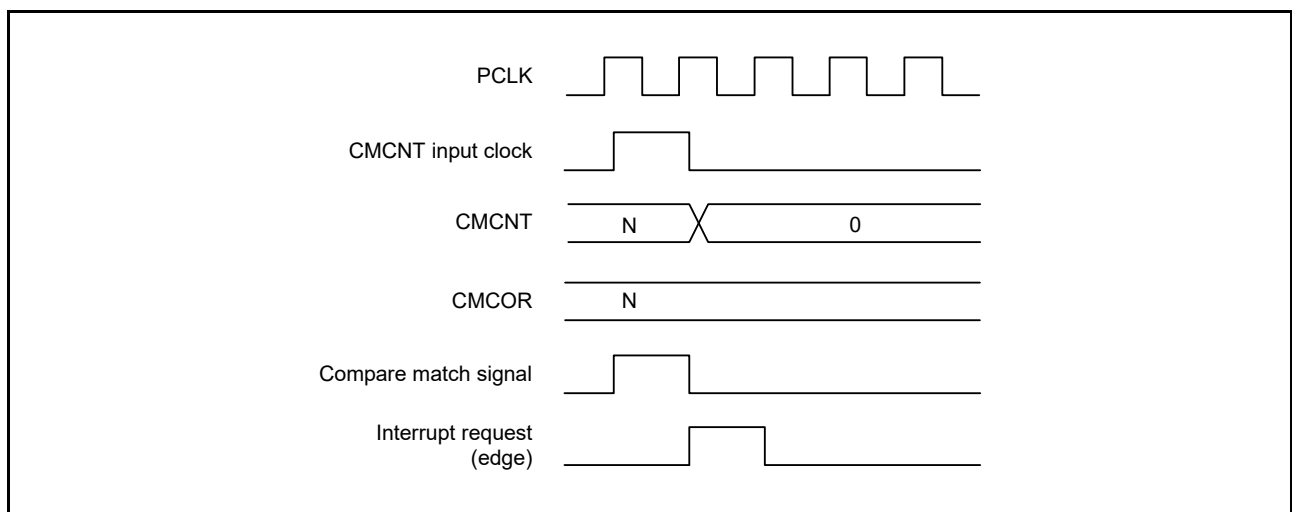 PCLK
CMCNT input clock
CMCNT
N
0
CMCOR
N
Compare match signal
Interrupt request
(edge)